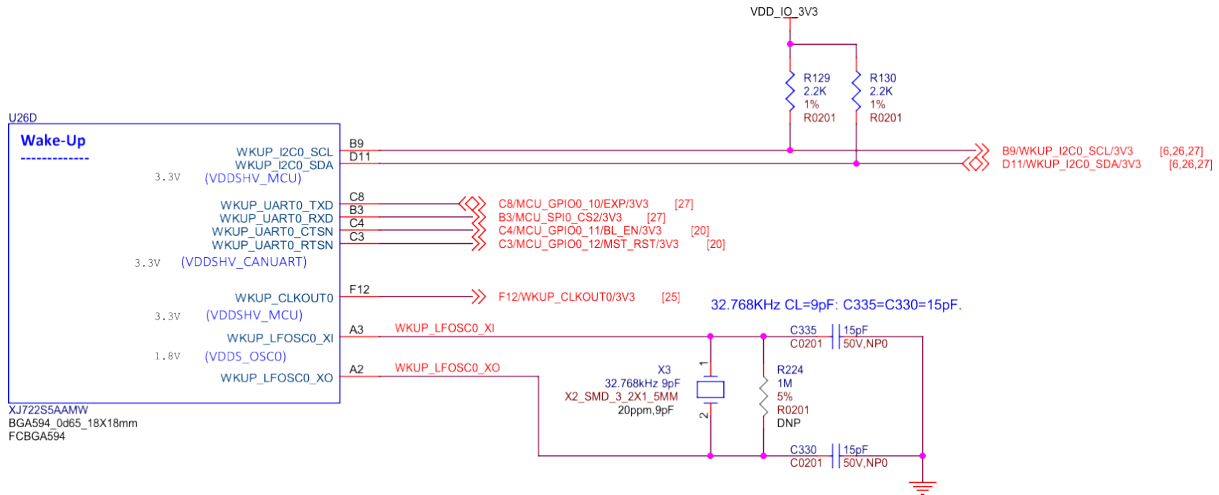 VDD_IO_3V3
R129
2.2K
1%
R0201
R130
2.2K
1%
R0201
U26D
Wake-Up
-------------
WKUP_I2C0_SCL B9 B9/WKUP_I2C0_SCL/3V3 [6,26,27]
WKUP_I2C0_SDA D11 D11/WKUP_I2C0_SDA/3V3 [6,26,27]
3.3V (VDDSHV_MCU)
WKUP_UART0_TXD C8 C8/MCU_GPIO0_10/EXP/3V3 [27]
WKUP_UART0_RXD B3 B3/MCU_SPI0_CS2/3V3 [27]
WKUP_UART0_CTSN C4 C4/MCU_GPIO0_11/BL_EN/3V3 [20]
WKUP_UART0_RTSN C3 C3/MCU_GPIO0_12/MST_RST/3V3 [20]
3.3V (VDDSHV_CANUART)
WKUP_CLKOUT0 F12 F12/WKUP_CLKOUT0/3V3 [25]
3.3V (VDDSHV_MCU)
32.768KHz CL=9pF: C335=C330=15pF.
WKUP_LFOSC0_XI A3 WKUP_LFOSC0_XI
1.8V (VDDS_OSC0)
WKUP_LFOSC0_XO A2 WKUP_LFOSC0_XO
C335 15pF
C0201 50V,NP0
1
X3
32.768kHz 9pF
X2_SMD_3_2X1_5MM
20ppm,9pF
2
R224
1M
5%
R0201
DNP
C330 15pF
C0201 50V,NP0
XJ722S5AAMW
BGA594_0d65_18X18mm
FCBGA594